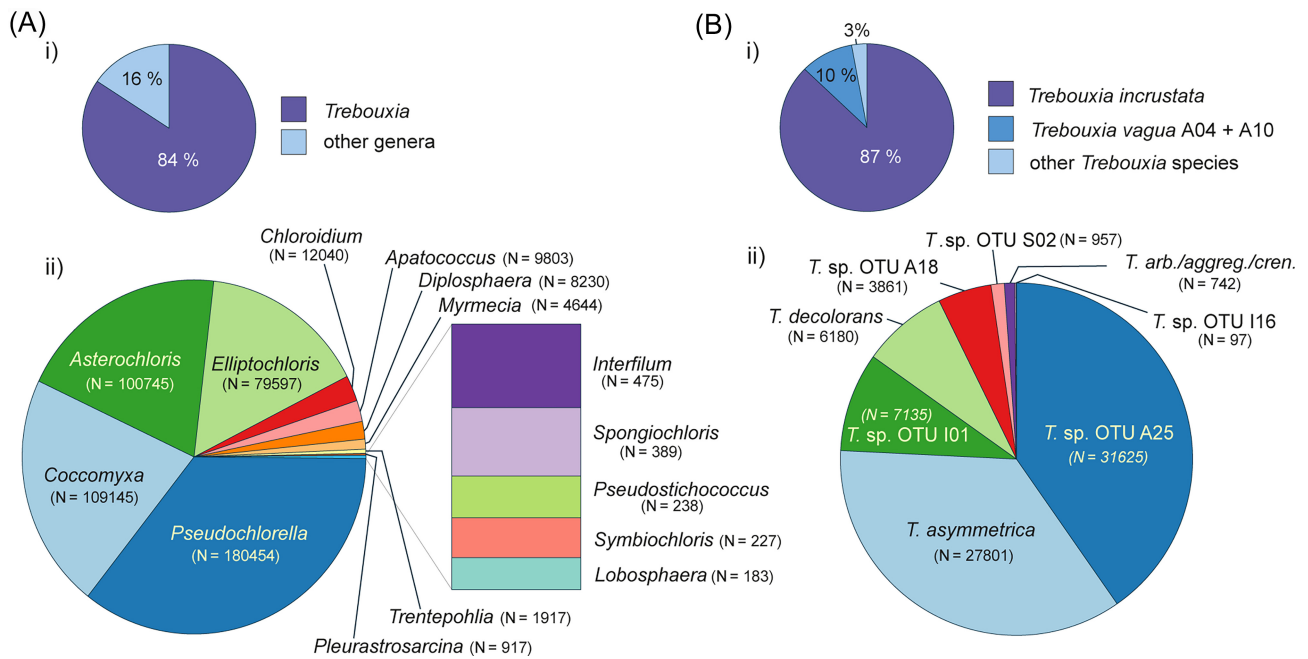 (A)
i)
16 %
84 %
Trebouxia
other genera
ii)
Chloroidium
(N = 12040)
Apatococcus (N = 9803)
Diplosphaera (N = 8230)
Myrmecia (N = 4644)
Asterochloris
(N = 100745)
Elliptochloris
(N = 79597)
Coccomyxa
(N = 109145)
Pseudochlorella
(N = 180454)
Interfilum
(N = 475)
Spongiochloris
(N = 389)
Pseudostichococcus
(N = 238)
Symbiochloris (N = 227)
Lobosphaera (N = 183)
Trentepohlia (N = 1917)
Pleurastrosarcina (N = 917)
(B)
i)
3%
10 %
87 %
Trebouxia incrustata
Trebouxia vagua A04 + A10
other Trebouxia species
ii)
T.sp. OTU S02 (N = 957)
T. sp. OTU A18
(N = 3861)
T. arb./aggreg./cren.
(N = 742)
T. decolorans
(N = 6180)
T. sp. OTU I16
(N = 97)
(N = 7135)
T. sp. OTU I01
T. sp. OTU A25
(N = 31625)
T. asymmetrica
(N = 27801)